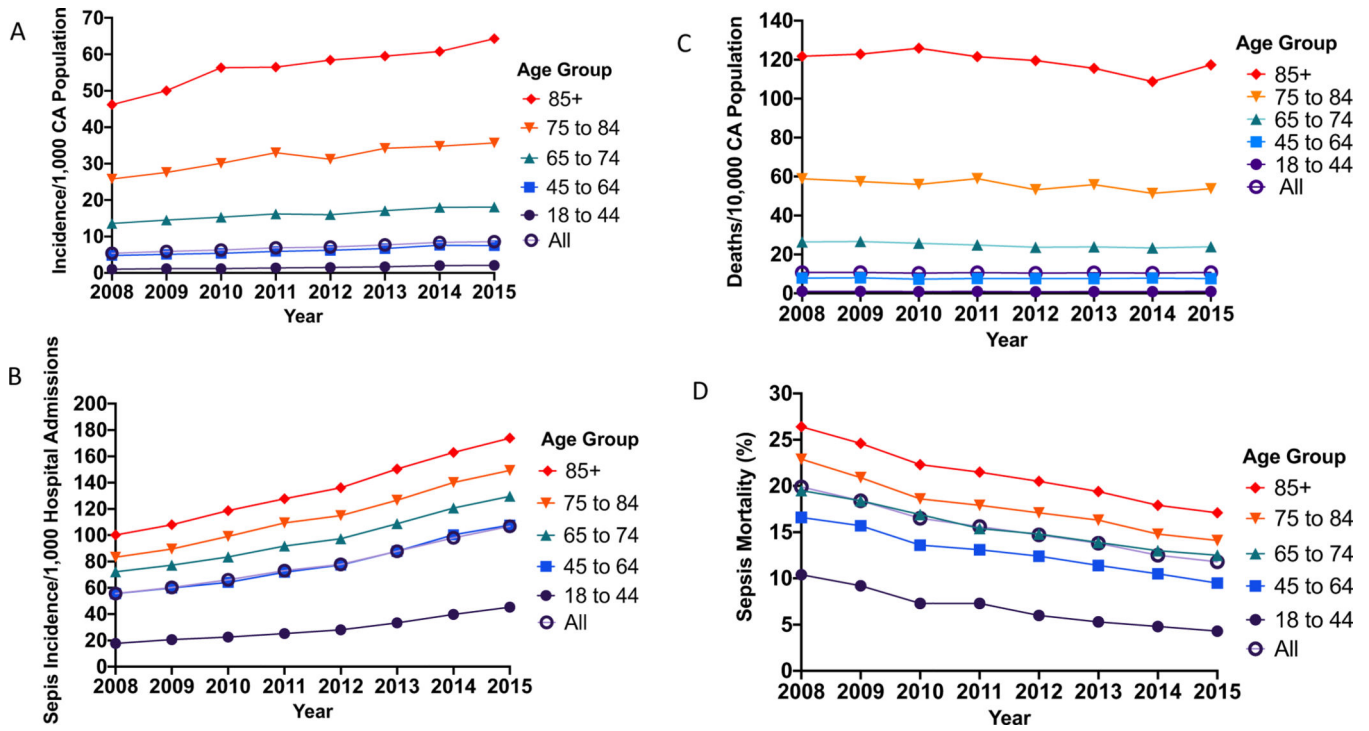 A
Incidence/1,000 CA Population
70
60
50
40
30
20
10
0
2008 2009 2010 2011 2012 2013 2014 2015
Year
Age Group
85+
75 to 84
65 to 74
45 to 64
18 to 44
All
C
Deaths/10,000 CA Population
140
120
100
80
60
40
20
0
2008 2009 2010 2011 2012 2013 2014 2015
Year
Age Group
85+
75 to 84
65 to 74
45 to 64
18 to 44
All
B
Sepis Incidence/1,000 Hospital Admissions
200
180
160
140
120
100
80
60
40
20
0
2008 2009 2010 2011 2012 2013 2014 2015
Year
Age Group
85+
75 to 84
65 to 74
45 to 64
18 to 44
All
D
Sepsis Mortality (%)
30
25
20
15
10
5
0
2008 2009 2010 2011 2012 2013 2014 2015
Year
Age Group
85+
75 to 84
65 to 74
45 to 64
18 to 44
All